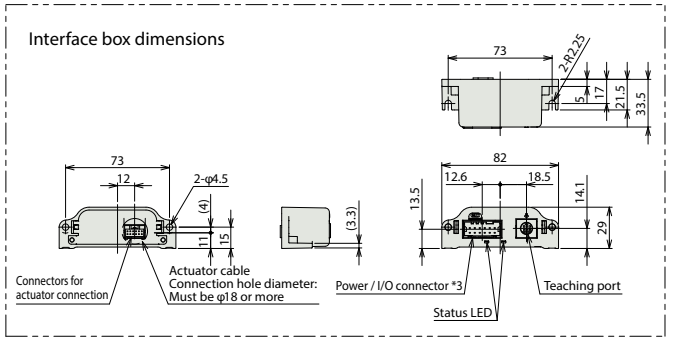 Interface box dimensions
73
2-R2.25
5
17
21.5
33.5
73
12
2-φ4.5
(4)
11
15
(3.3)
82
12.6
18.5
13.5
14.1
29
Connectors for
actuator connection
Actuator cable
Connection hole diameter:
Must be φ18 or more
Power / I/O connector *3
Teaching port
Status LED